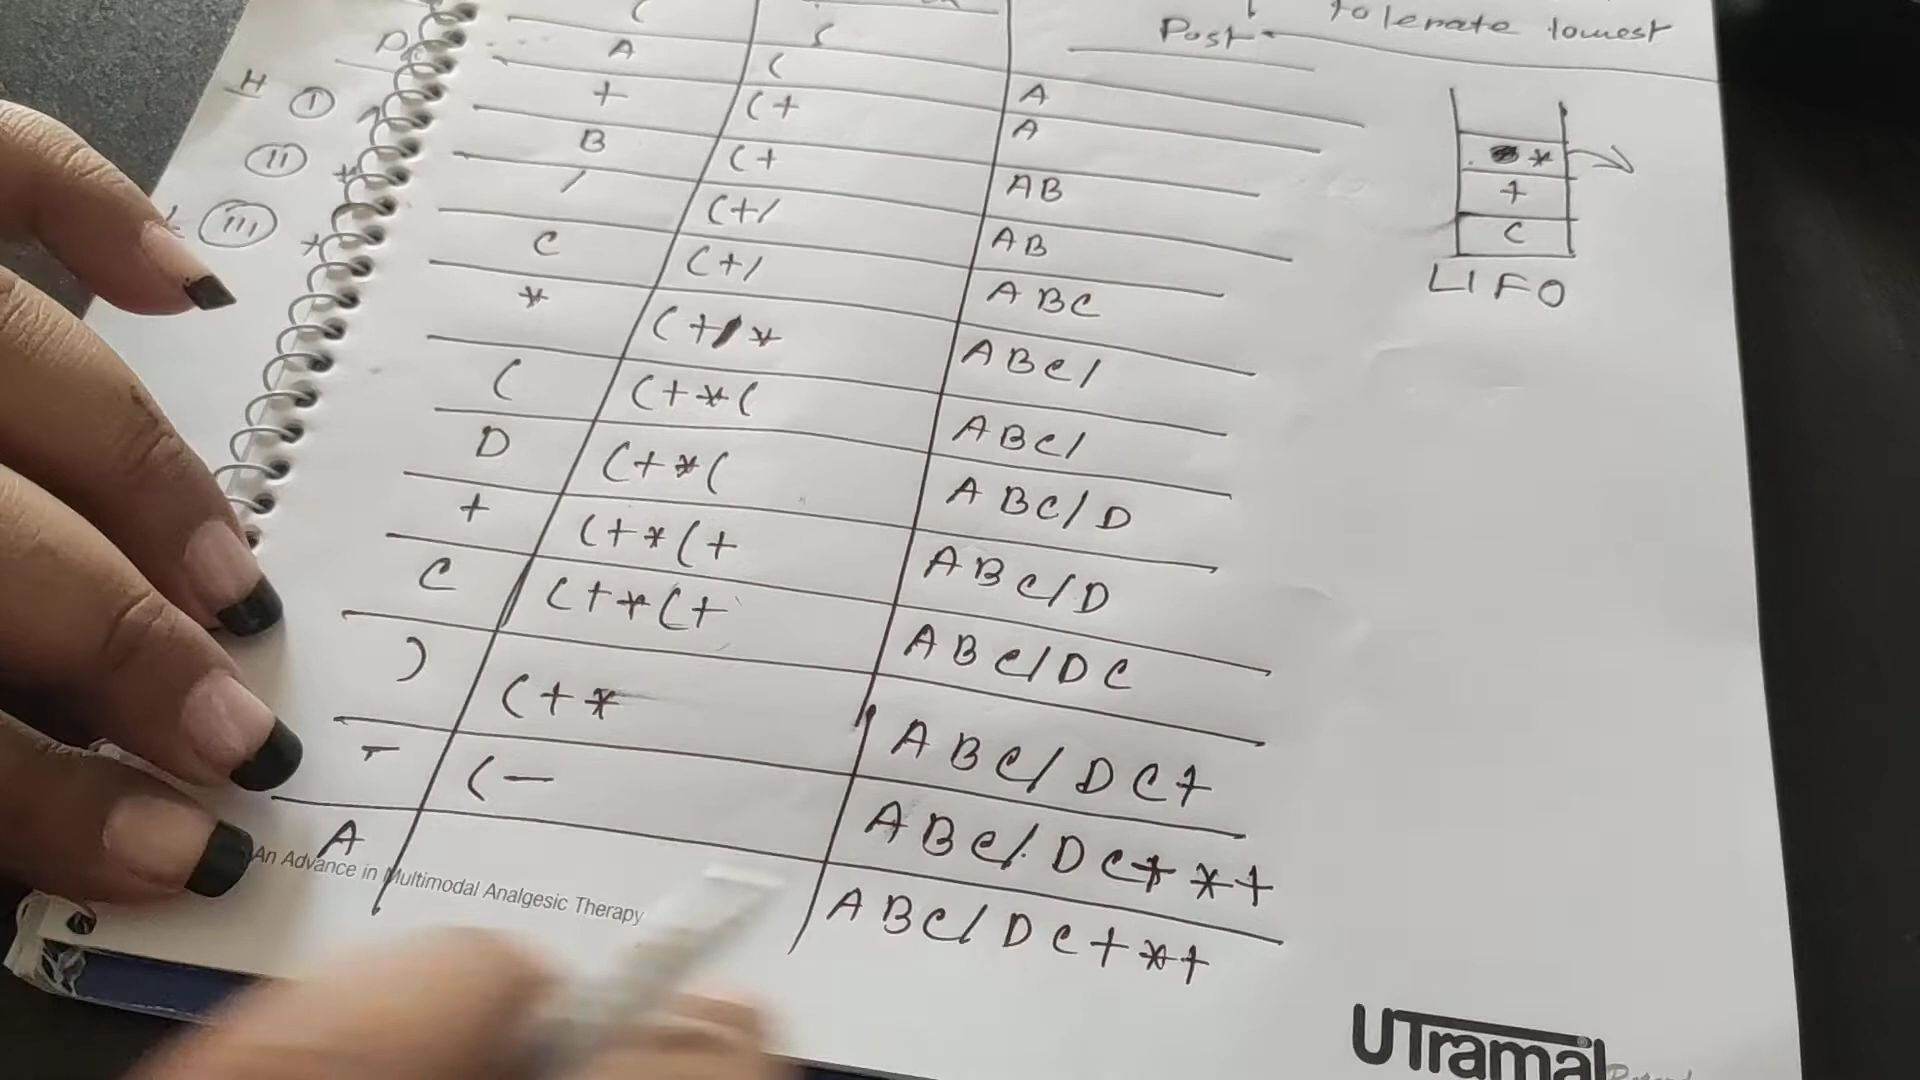 tolerate lowest
Post
(
A ( A
+ (+ A
B (+ AB
/ (+/ AB
C (+/ ABC
* (+/* ABC/
( (+*( ABC/
D (+*( ABC/D
+ (+*(+ ABC/D
C (+*(+ ABC/DC
) (+* ABC/DC+
- (- ABC/DC+*+
A ABC/DC+*+
H I
II
III
*
+
(
LIFO
An Advance in Multimodal Analgesic Therapy
UTramal